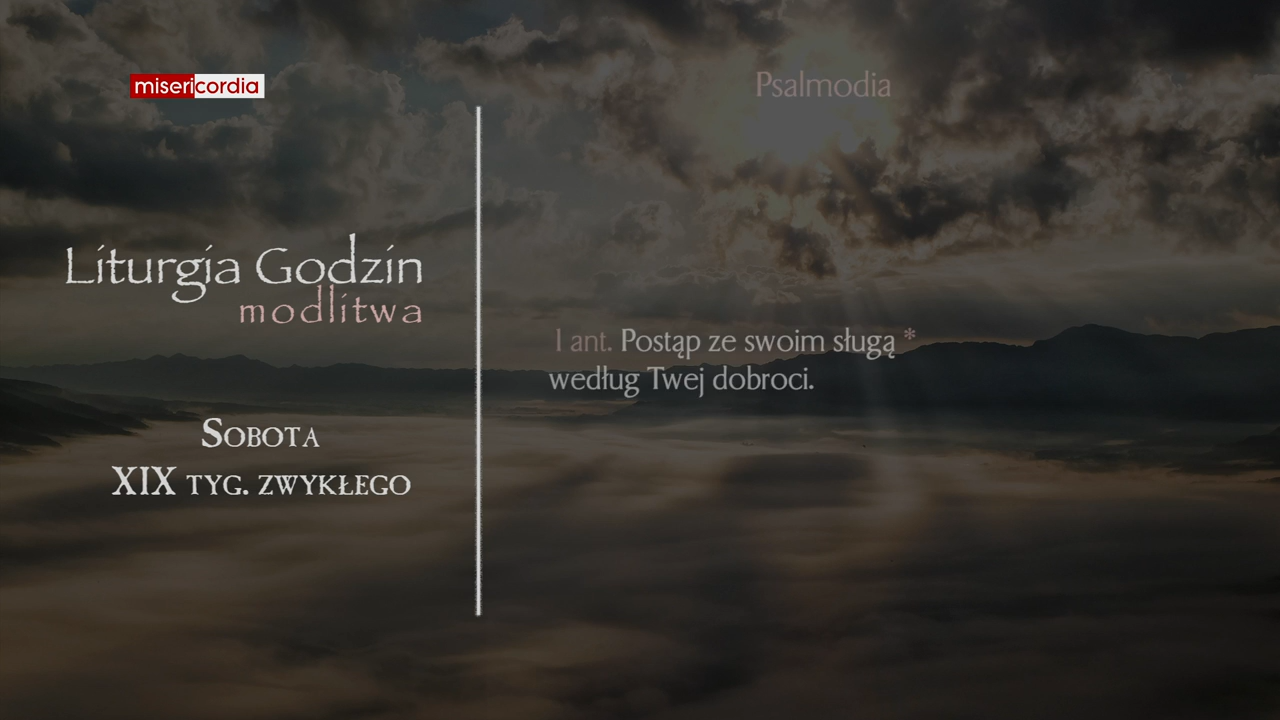 misericordia
Liturgia Godzin
modlitwa
Sobota
XIX tyg. zwykłego
Psalmodia
I ant. Postąp ze swoim sługą *
według Twej dobroci.